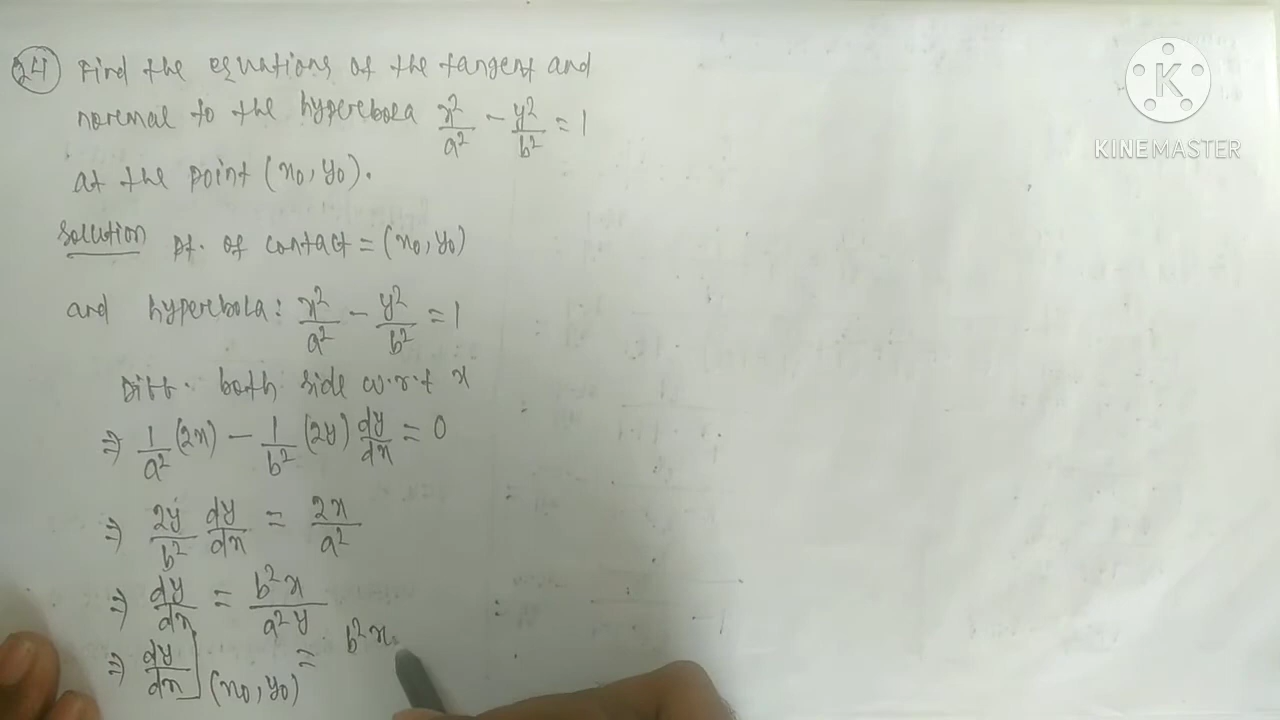 24 Find the equations of the tangent and
normal to the hyperbola x²/a² - y²/b² = 1
at the point (x₀, y₀).
Solution pt. of contact = (x₀, y₀)
and hyperbola: x²/a² - y²/b² = 1
Diff. both side w.r.t x
⇒ 1/a² (2x) - 1/b² (2y) dy/dx = 0
⇒ 2y/b² dy/dx = 2x/a²
⇒ dy/dx = b²x/a²y
⇒ dy/dx] (x₀, y₀) = b²x
K
KINEMASTER